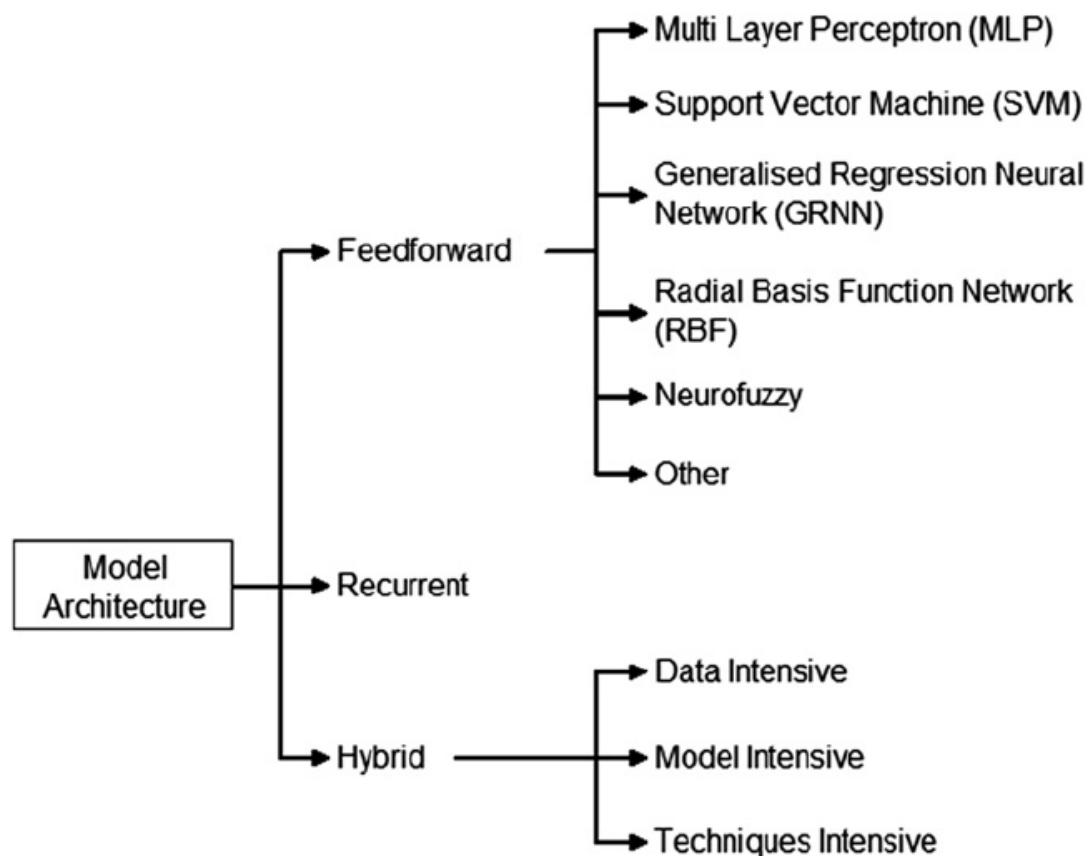 Multi Layer Perceptron (MLP)
Support Vector Machine (SVM)
Generalised Regression Neural
Network (GRNN)
Feedforward
Radial Basis Function Network
(RBF)
Neurofuzzy
Other
Model
Architecture
Recurrent
Data Intensive
Hybrid
Model Intensive
Techniques Intensive